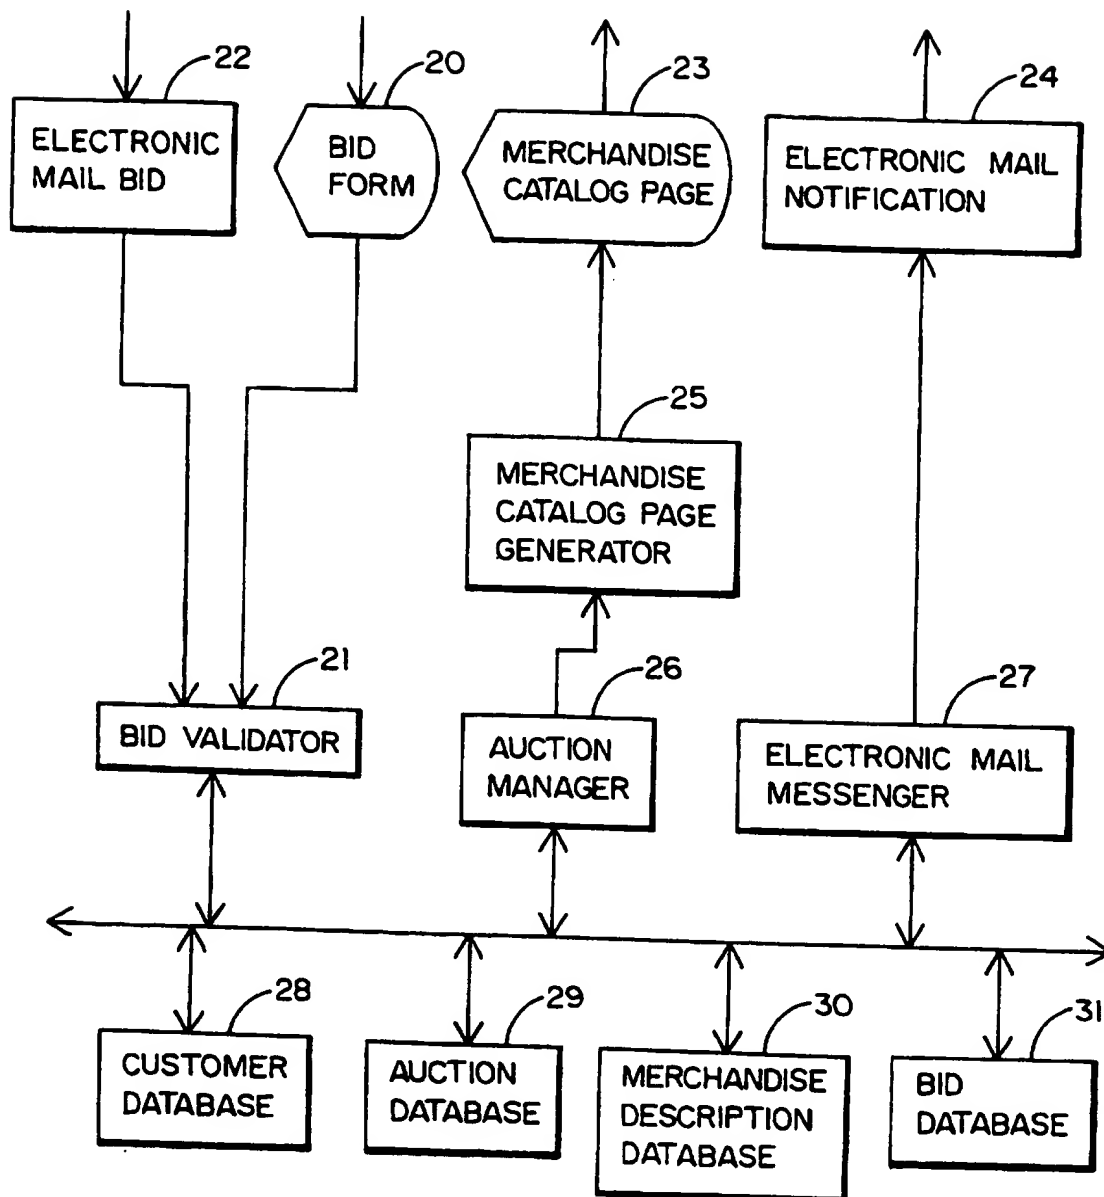 22
20
23
24
ELECTRONIC
MAIL BID
BID
FORM
MERCHANDISE
CATALOG PAGE
ELECTRONIC MAIL
NOTIFICATION
25
MERCHANDISE
CATALOG PAGE
GENERATOR
21
26
27
BID VALIDATOR
AUCTION
MANAGER
ELECTRONIC MAIL
MESSENGER
28
29
30
31
CUSTOMER
DATABASE
AUCTION
DATABASE
MERCHANDISE
DESCRIPTION
DATABASE
BID
DATABASE